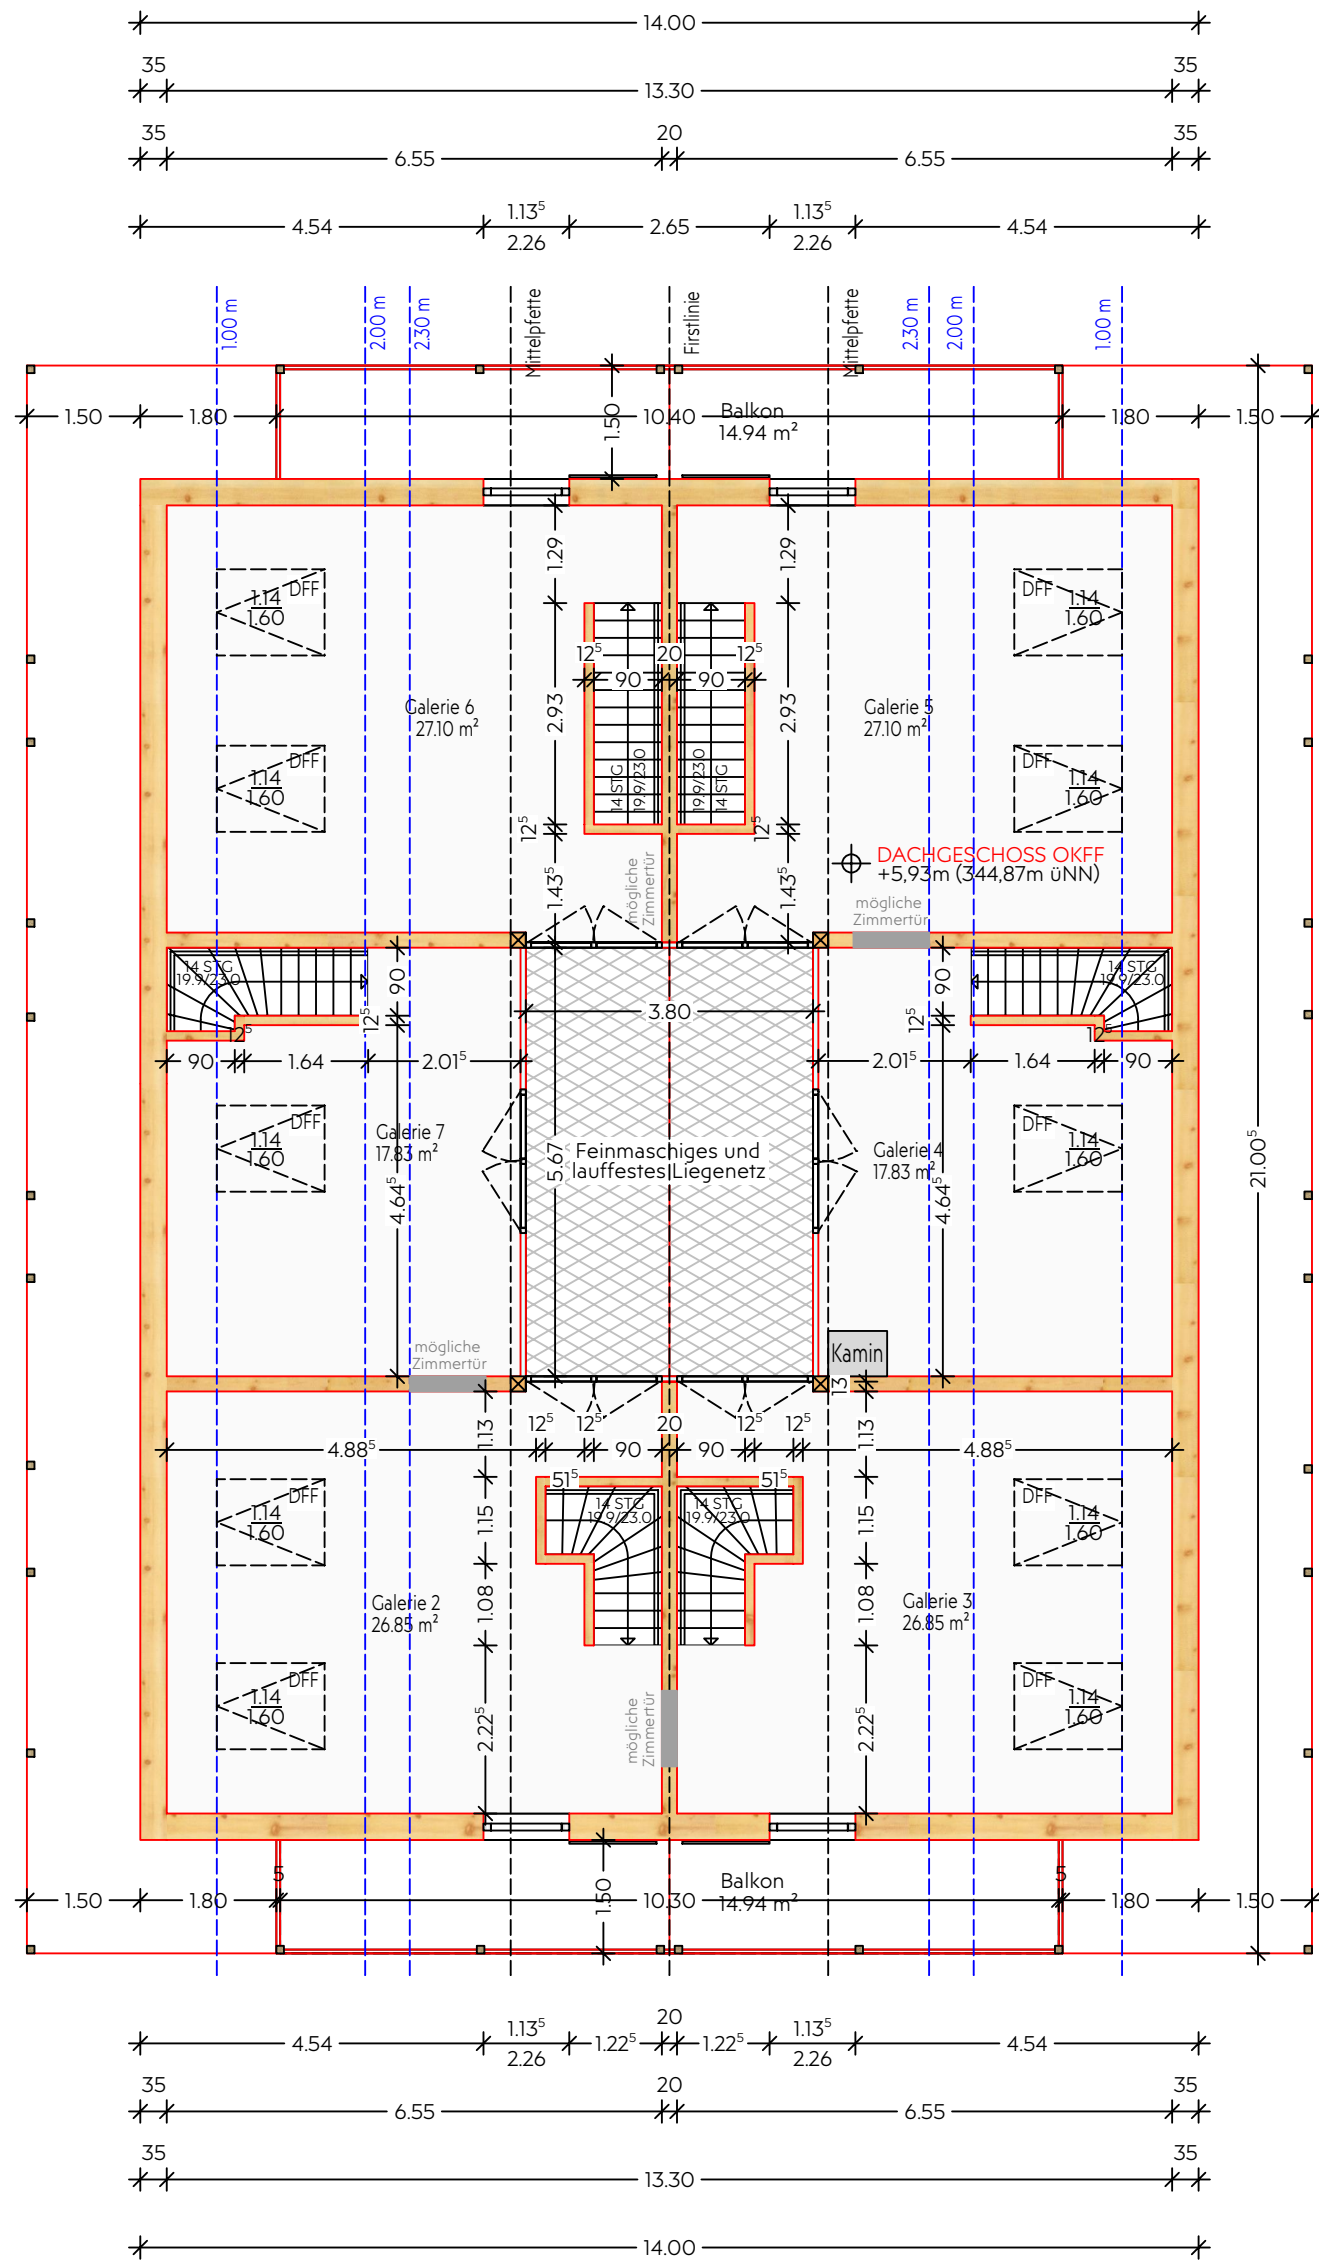 14.00
35 13.30 35
35 6.55 20 6.55 35
4.54 1.13⁵ 2.65 1.13⁵ 4.54
2.26 2.26
1.00 m
2.00 m
2.30 m
Mittelpfette
Firstlinie
Mittelpfette
2.30 m
2.00 m
1.00 m
1.50 1.80 1.50 10.40 1.80 1.50
Balkon
14.94 m²
1.29 1.29
DFF
1.14
1.60
DFF
1.14
1.60
12⁵ 20 12⁵
90 90
2.93 2.93
Galerie 6
27.10 m²
Galerie 5
27.10 m²
DFF
1.14
1.60
DFF
1.14
1.60
14 STG
19.9/23.0
19.9/23.0
14 STG
12⁵ 12⁵
1.43⁵ 1.43⁵
mögliche
Zimmertür
DACHGESCHOSS OKFF
+5,93m (344,87m üNN)
mögliche
Zimmertür
14 STG
19.9/23.0
14 STG
19.9/23.0
90 90
12⁵ 12⁵
3.80
12⁵ 12⁵
90 1.64 2.01⁵ 2.01⁵ 1.64 90
DFF
1.14
1.60
DFF
1.14
1.60
Galerie 7
17.83 m²
Galerie 4
17.83 m²
5.67
Feinmaschiges und
lauffestes Liegenetz
4.64⁵ 4.64⁵
21.00⁵
mögliche
Zimmertür
Kamin
13
1.13 1.13
12⁵ 12⁵ 20 12⁵ 12⁵
4.88⁵ 90 90 4.88⁵
51⁵ 51⁵
DFF
1.14
1.60
DFF
1.14
1.60
14 STG
19.9/23.0
14 STG
19.9/23.0
1.15 1.15
1.08 1.08
Galerie 2
26.85 m²
Galerie 3
26.85 m²
DFF
1.14
1.60
DFF
1.14
1.60
2.22⁵ 2.22⁵
mögliche
Zimmertür
5 5
1.50 1.80 1.50 10.30 1.80 1.50
Balkon
14.94 m²
4.54 1.13⁵ 1.22⁵ 20 1.22⁵ 1.13⁵ 4.54
2.26 2.26
35 6.55 20 6.55 35
35 13.30 35
14.00